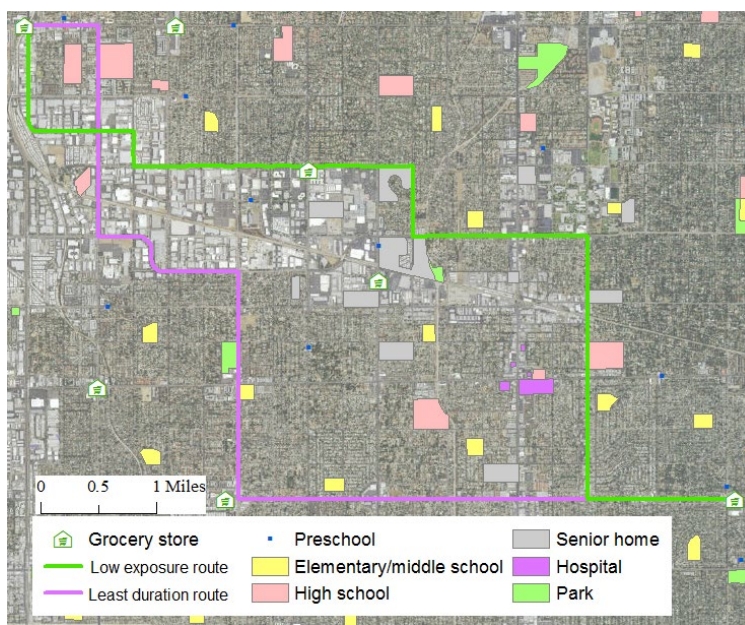 0 0.5 1 Miles
Grocery store
Low exposure route
Least duration route
Preschool
Elementary/middle school
High school
Senior home
Hospital
Park